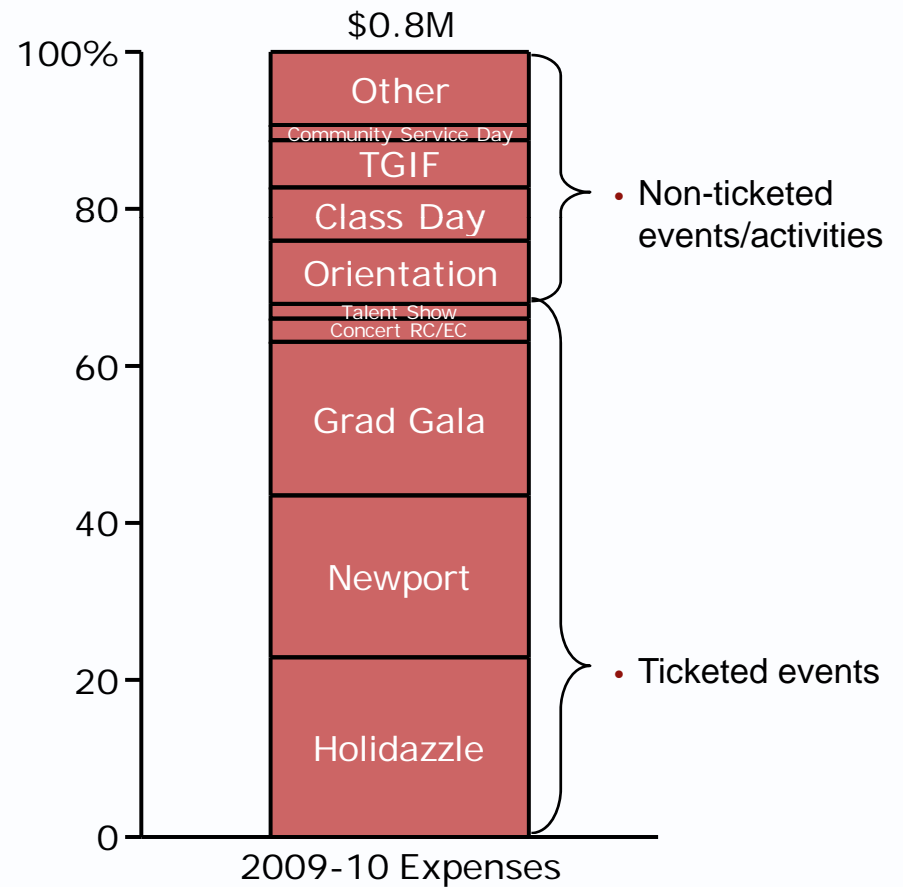 $0.8M
100%
Other
Community Service Day
TGIF
80
• Non-ticketed
events/activities
Class Day
Orientation
Talent Show
Concert RC/EC
60
Grad Gala
40
Newport
20
• Ticketed events
Holidazzle
0
2009-10 Expenses